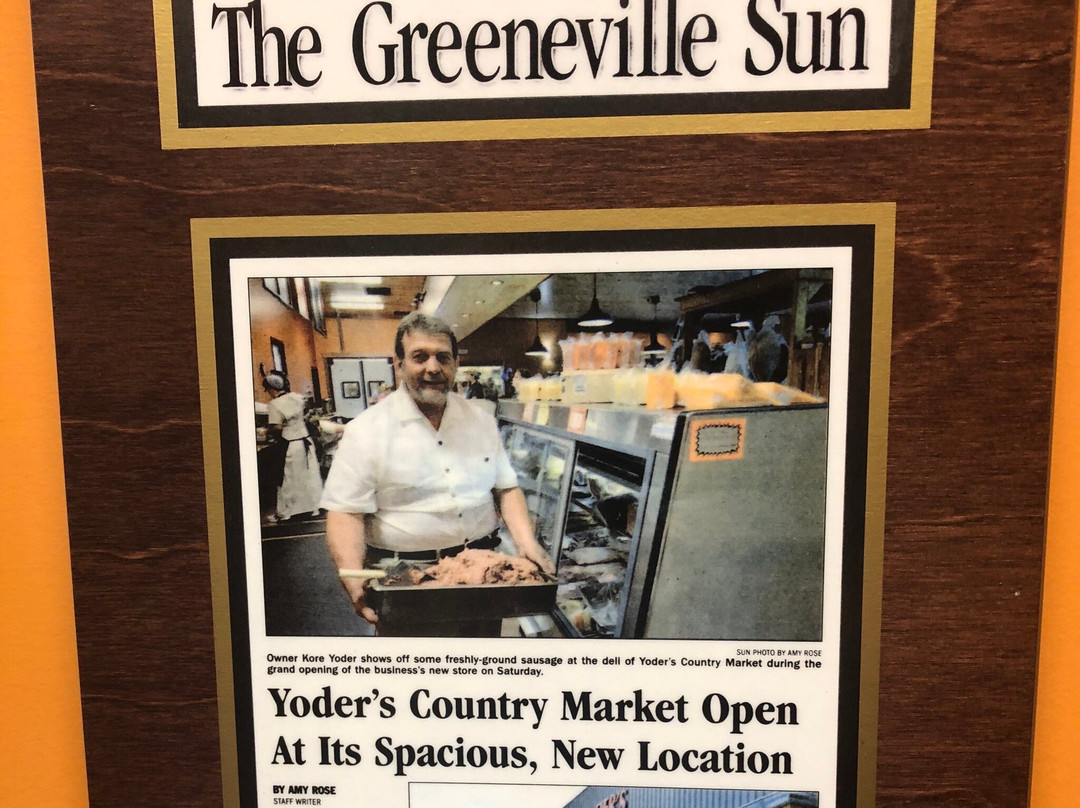 The Greeneville Sun
SUN PHOTO BY AMY ROSE
Owner Kore Yoder shows off some freshly-ground sausage at the deli of Yoder's Country Market during the
grand opening of the business's new store on Saturday.
Yoder's Country Market Open
At Its Spacious, New Location
BY AMY ROSE
STAFF WRITER